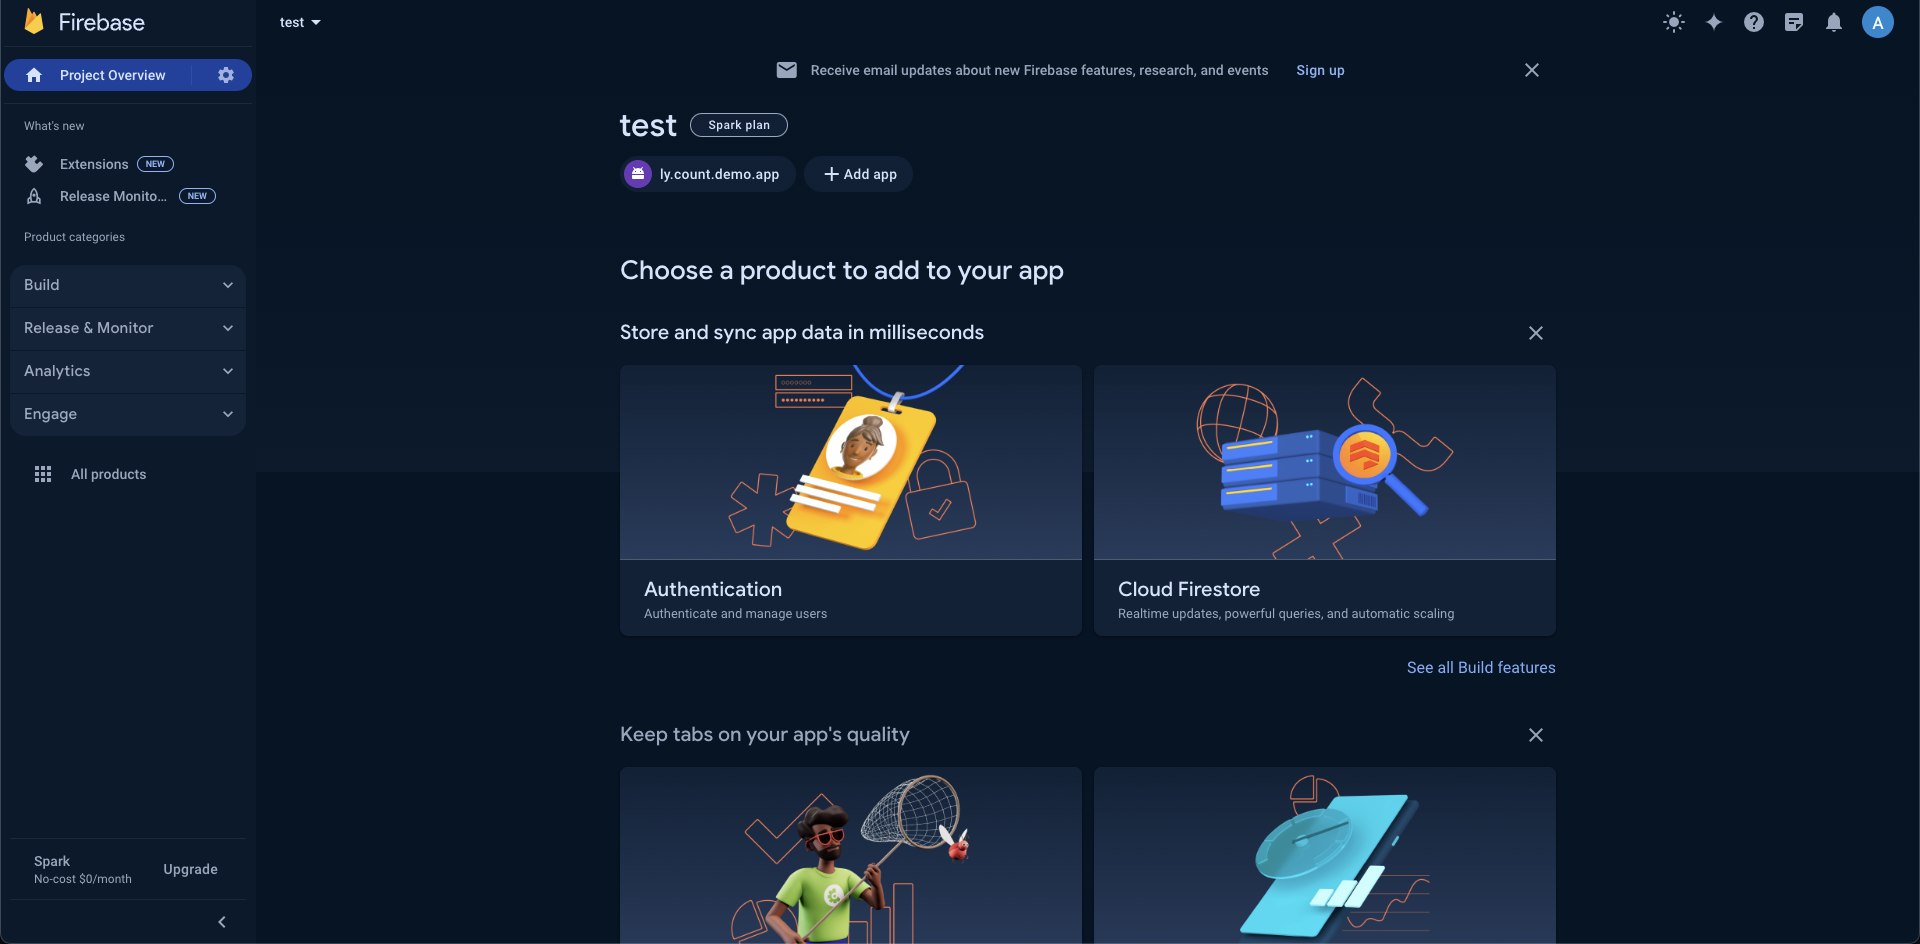 Firebase
test
Project Overview
Receive email updates about new Firebase features, research, and events Sign up
What's new
Extensions NEW
Release Monito... NEW
Product categories
Build
Release & Monitor
Analytics
Engage
All products
Spark
No-cost $0/month
Upgrade
A
test Spark plan
ly.count.demo.app
Add app
Choose a product to add to your app
Store and sync app data in milliseconds
Authentication
Authenticate and manage users
Cloud Firestore
Realtime updates, powerful queries, and automatic scaling
See all Build features
Keep tabs on your app's quality